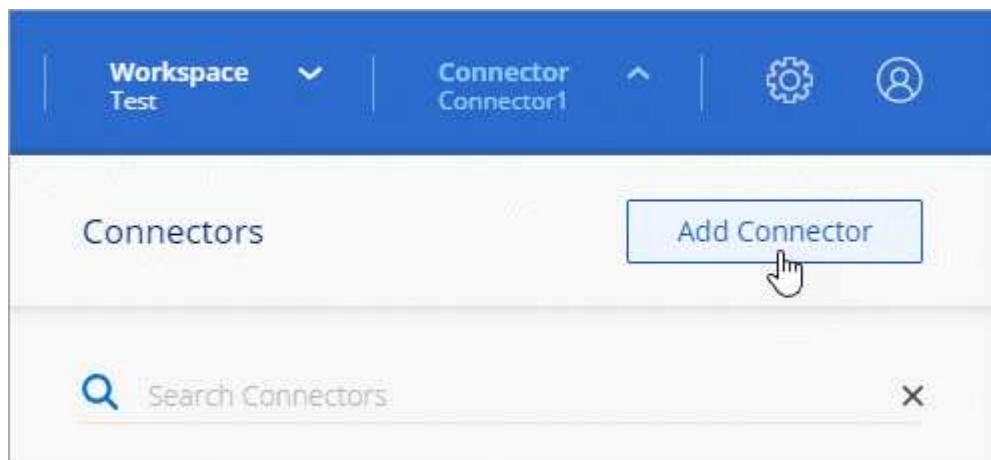 Workspace
Test
Connector
Connector1
Connectors
Add Connector
Search Connectors